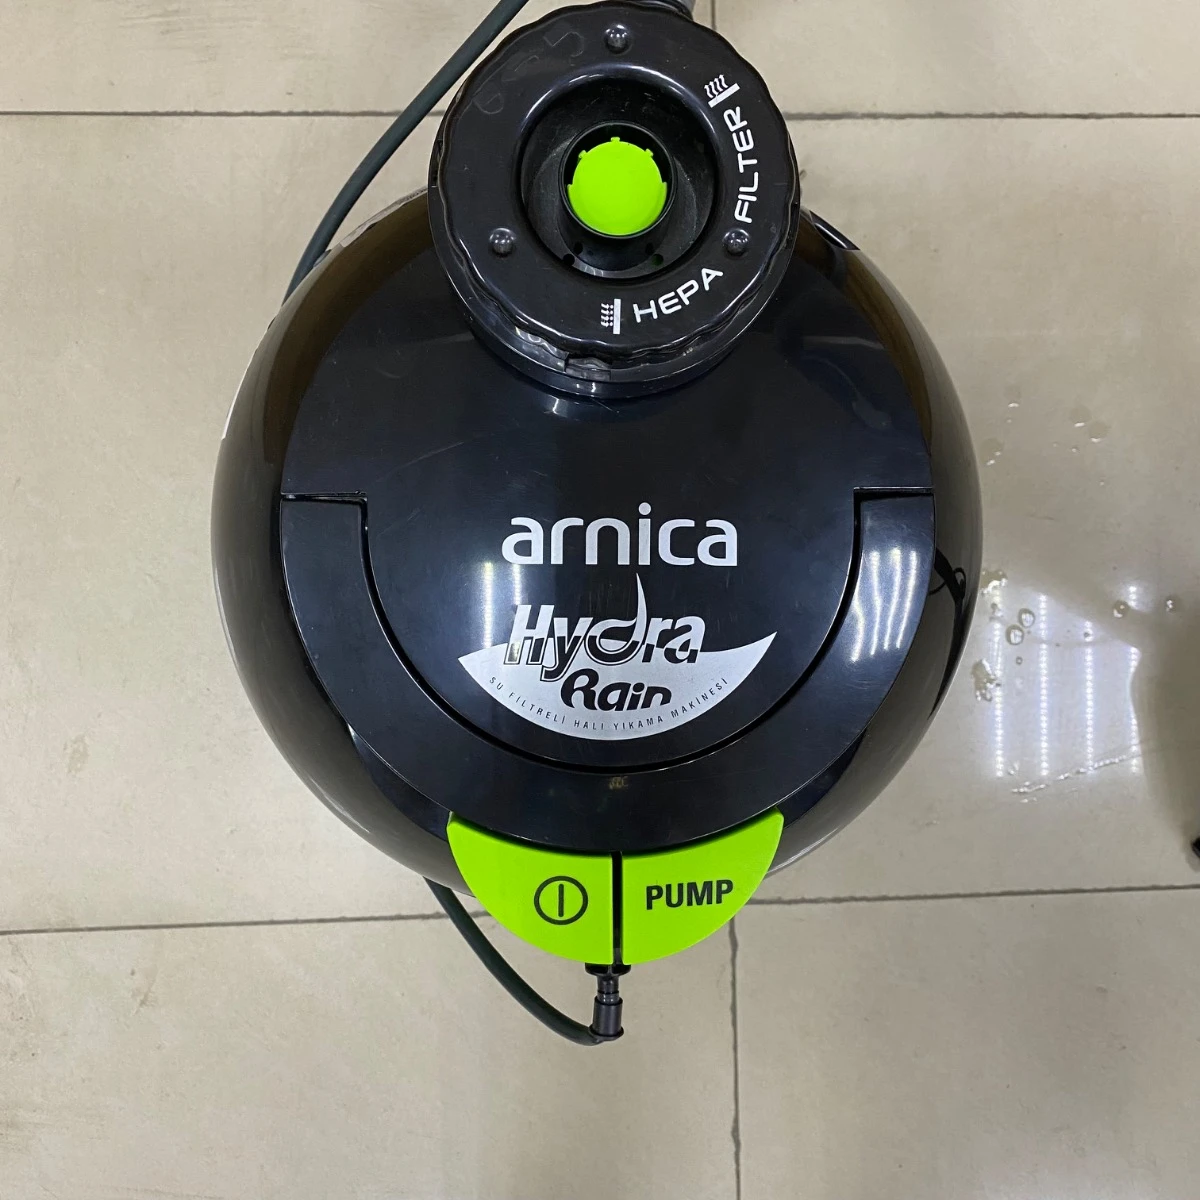 HEPA FILTER
arnica
Hydra
Rain
SU FİLTRELİ HALI YIKAMA MAKİNESİ
PUMP